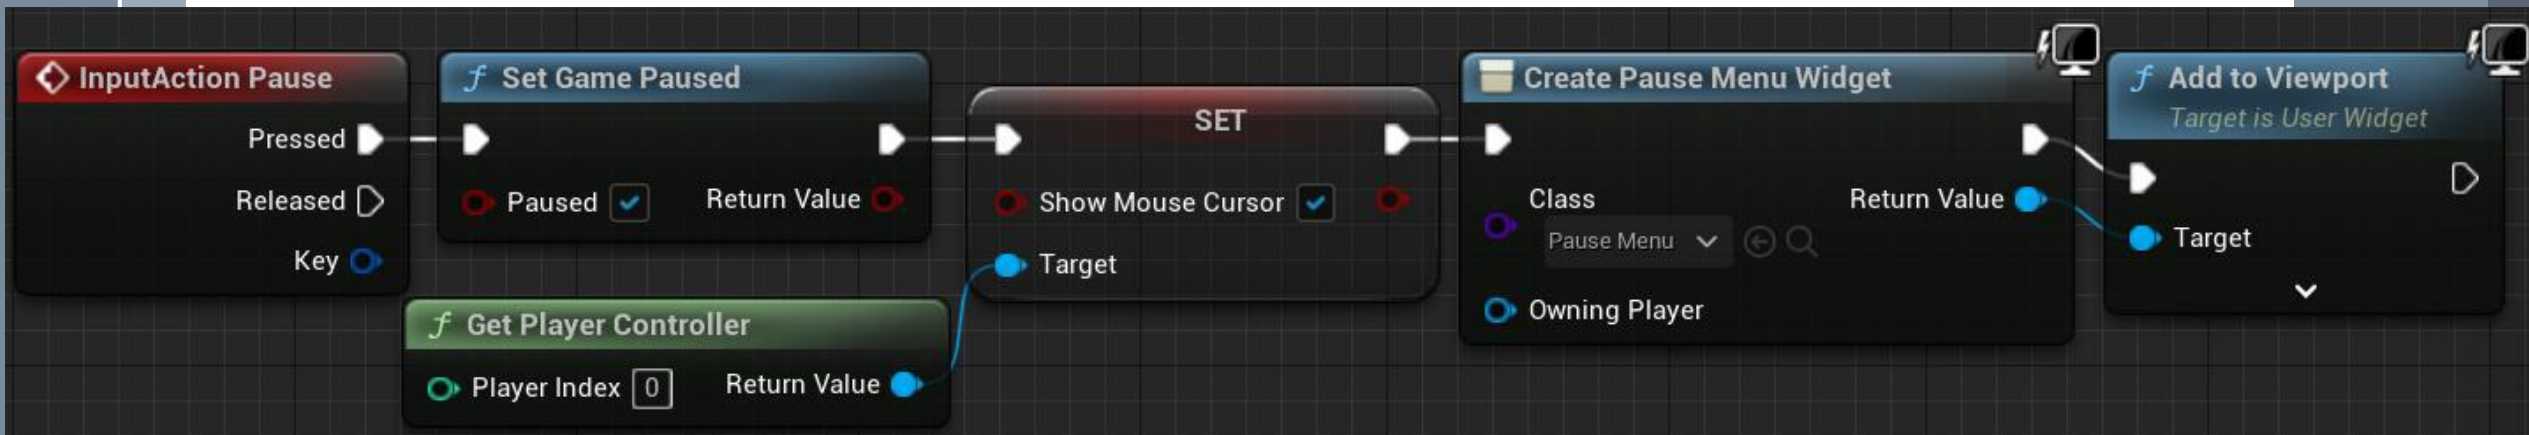 InputAction Pause
Pressed
Released
Key
Set Game Paused
Paused
Return Value
Get Player Controller
Player Index 0
Return Value
SET
Show Mouse Cursor
Target
Create Pause Menu Widget
Class
Pause Menu
Return Value
Owning Player
Add to Viewport
Target is User Widget
Target